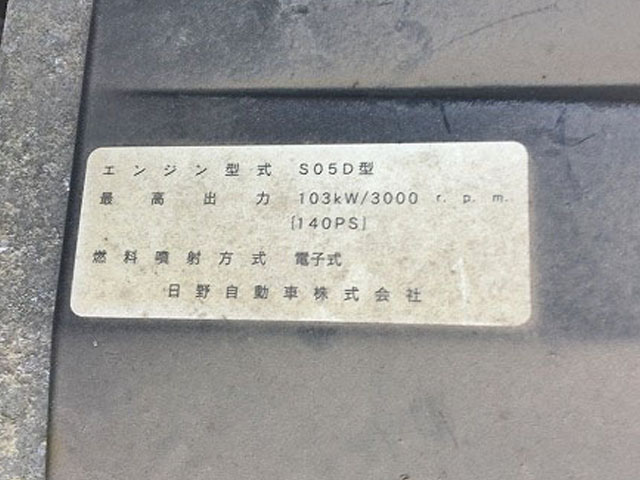 エンジン型式 S05D型
最高出力 103kW/3000 r.p.m.
[140PS]
燃料噴射方式 電子式
日野自動車株式会社